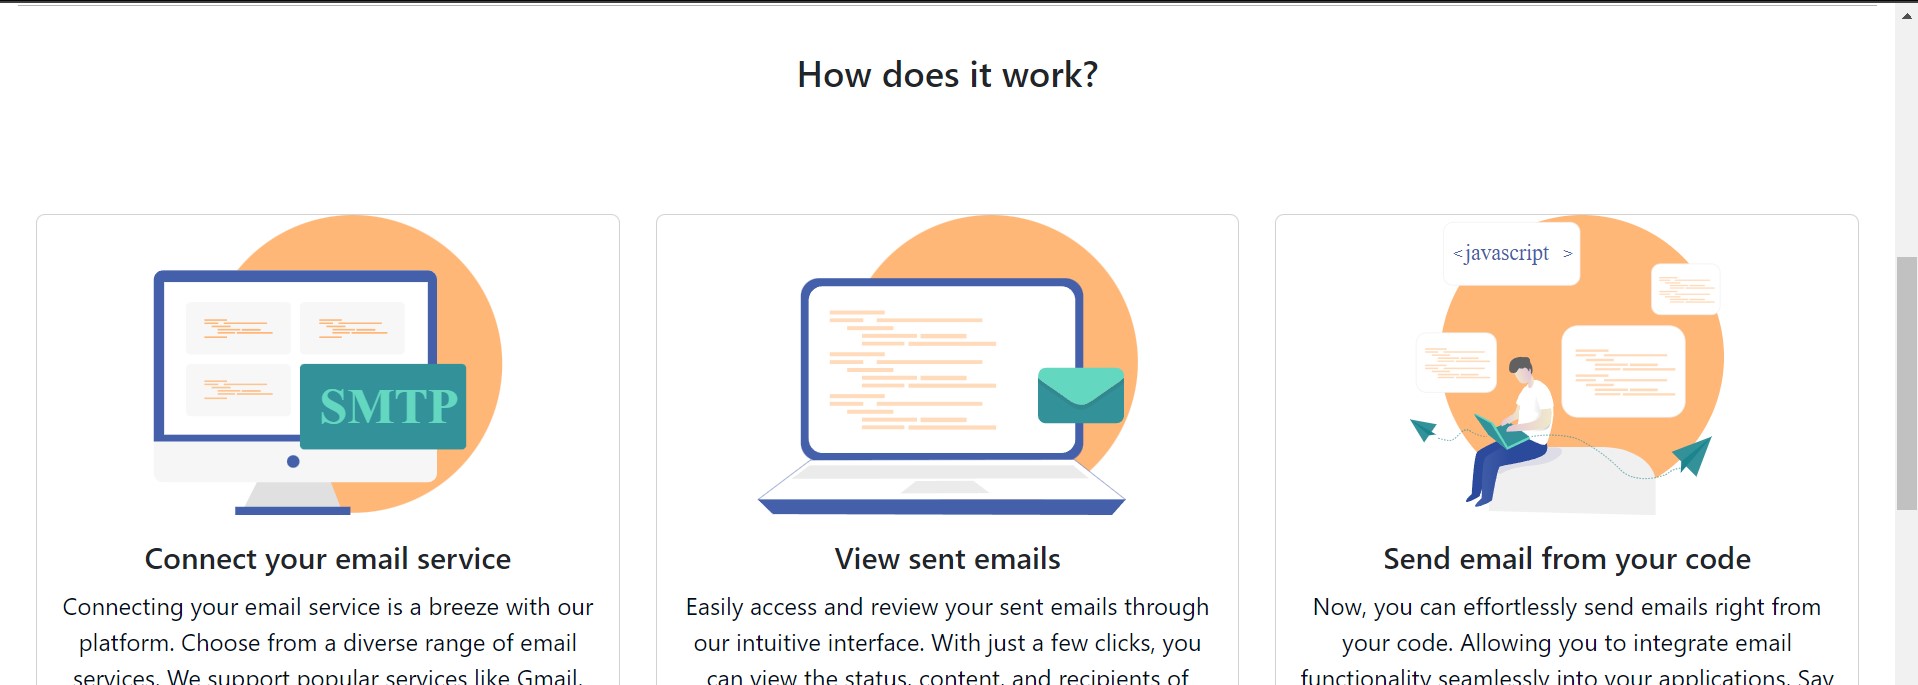 How does it work?
<javascript >
SMTP
Connect your email service
Connecting your email service is a breeze with our
platform. Choose from a diverse range of email
services. We support popular services like Gmail,
View sent emails
Easily access and review your sent emails through
our intuitive interface. With just a few clicks, you
can view the status, content, and recipients of
Send email from your code
Now, you can effortlessly send emails right from
your code. Allowing you to integrate email
functionality seamlessly into your applications. Say